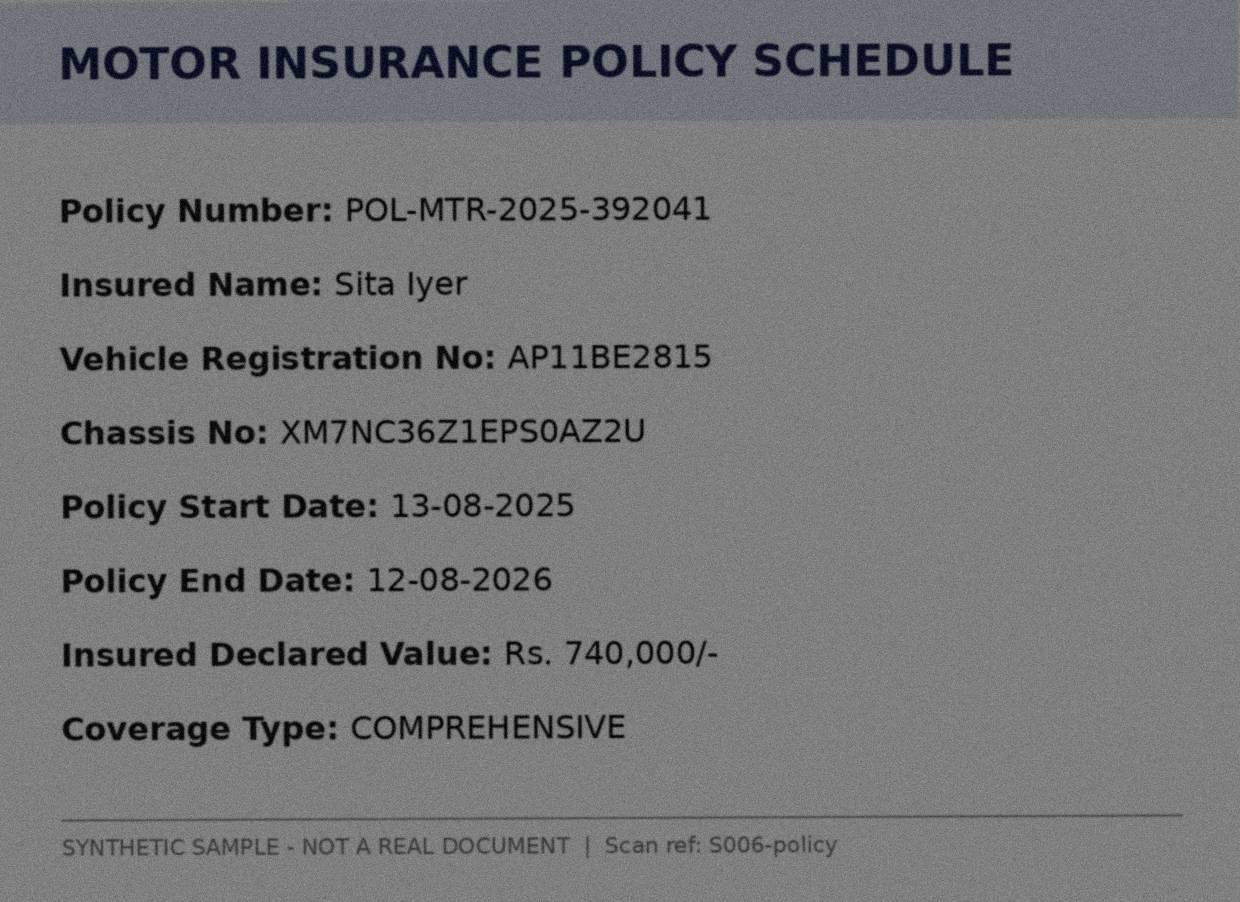 MOTOR INSURANCE POLICY SCHEDULE
Policy Number: POL-MTR-2025-392041
Insured Name: Sita Iyer
Vehicle Registration No: AP11BE2815
Chassis No: XM7NC36Z1EPS0AZ2U
Policy Start Date: 13-08-2025
Policy End Date: 12-08-2026
Insured Declared Value: Rs. 740,000/-
Coverage Type: COMPREHENSIVE
SYNTHETIC SAMPLE - NOT A REAL DOCUMENT | Scan ref: S006-policy